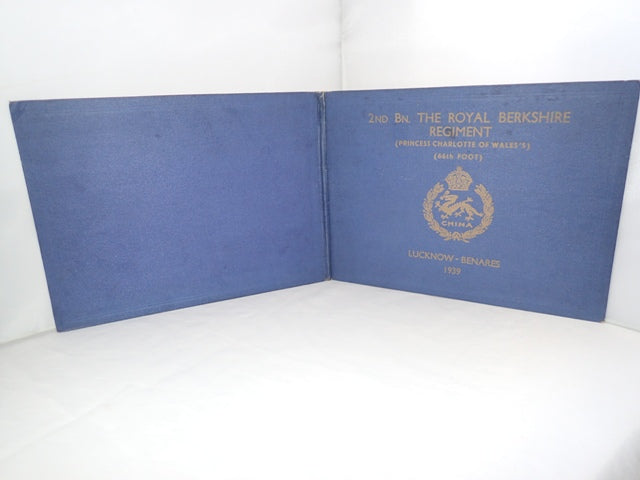 2ND BN. THE ROYAL BERKSHIRE
REGIMENT
(PRINCESS CHARLOTTE OF WALES'S)
(66th FOOT)
CHINA
LUCKNOW - BENARES
1939